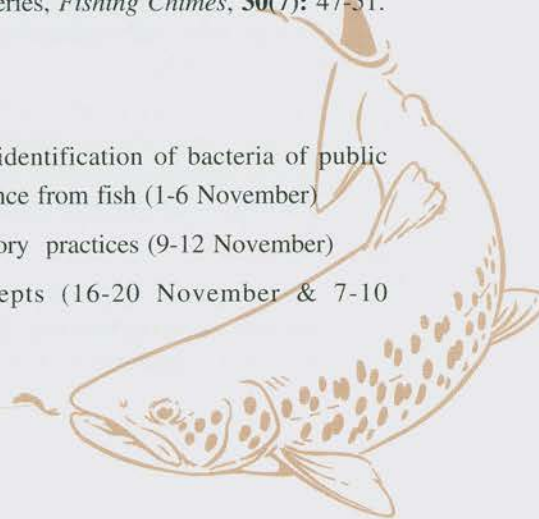 eries, Fishing Chimes, 30(7): 47-51.
identification of bacteria of public
nce from fish (1-6 November)
ory practices (9-12 November)
epts (16-20 November & 7-10